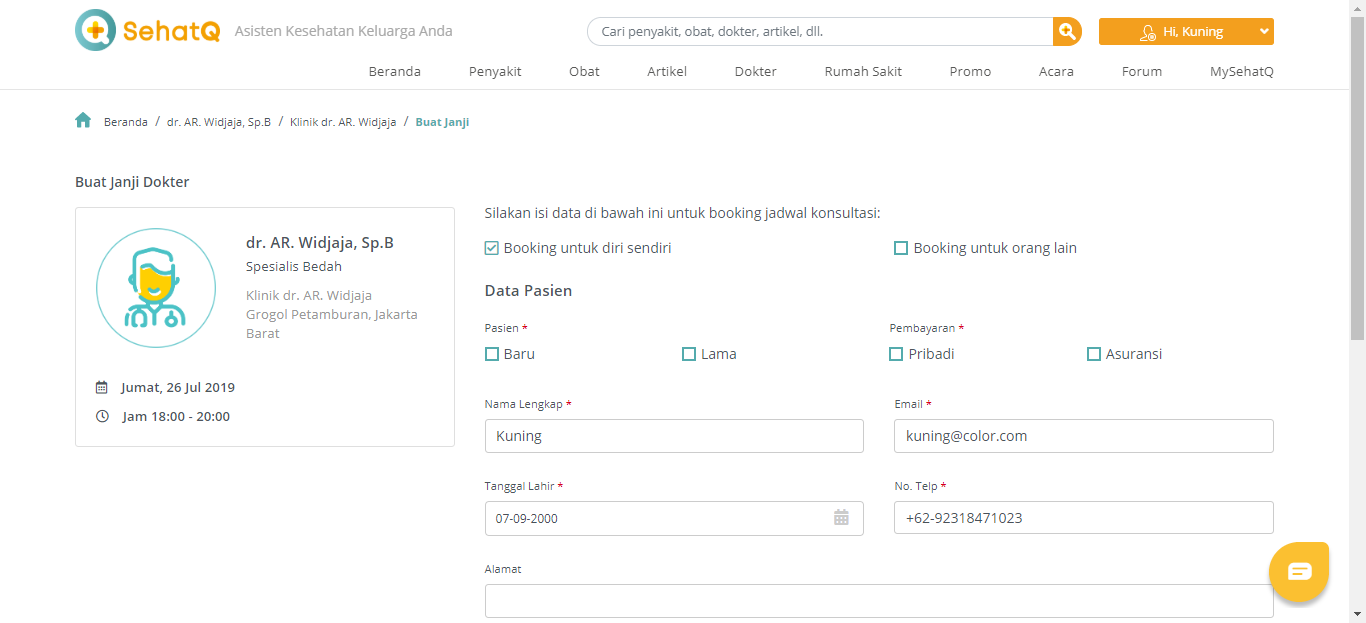 SehatQ Asisten Kesehatan Keluarga Anda
Cari penyakit, obat, dokter, artikel, dll.
Hi, Kuning
Beranda Penyakit Obat Artikel Dokter Rumah Sakit Promo Acara Forum MySehatQ
Beranda / dr. AR. Widjaja, Sp.B / Klinik dr. AR. Widjaja / Buat Janji
Buat Janji Dokter
dr. AR. Widjaja, Sp.B
Spesialis Bedah
Klinik dr. AR. Widjaja
Grogol Petamburan, Jakarta
Barat
Jumat, 26 Jul 2019
Jam 18:00 - 20:00
Silakan isi data di bawah ini untuk booking jadwal konsultasi:
Booking untuk diri sendiri
Booking untuk orang lain
Data Pasien
Pasien *
Baru
Lama
Pembayaran *
Pribadi
Asuransi
Nama Lengkap *
Kuning
Email *
kuning@color.com
Tanggal Lahir *
07-09-2000
No. Telp *
+62-92318471023
Alamat